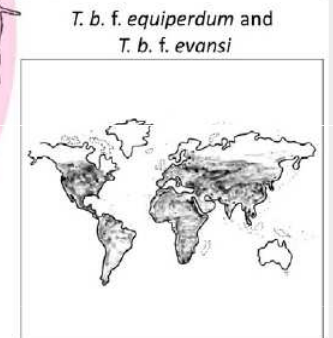 T. b. f. equiperdum and
T. b. f. evansi